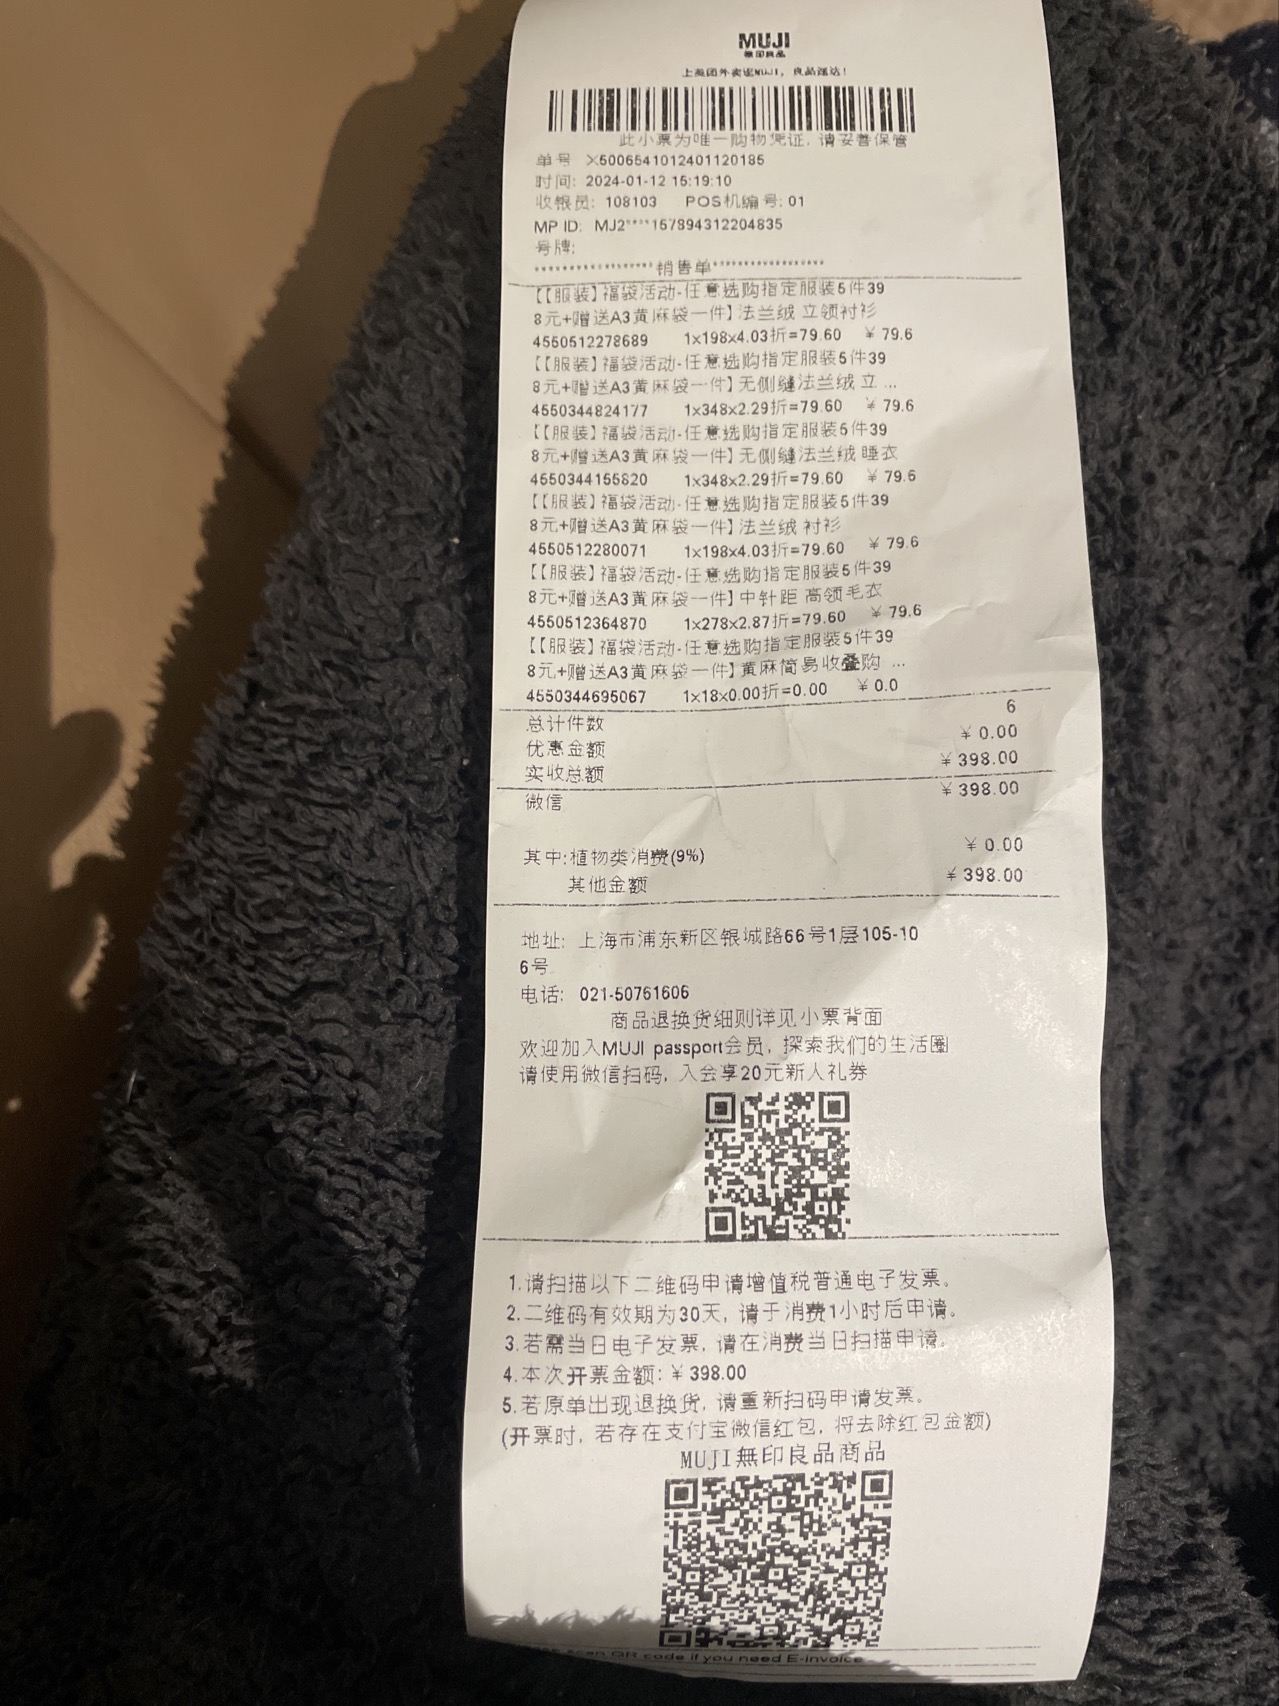 MUJI
無印良品
上美团外卖逛MUJI，良品速达！
此小票为唯一购物凭证，请妥善保管
单号 X5006541012401120185
时间: 2024-01-12 15:19:10
收银员: 108103 POS机编号: 01
MP ID: MJ2****157894312204835
号牌:
******************销售单*****************
【【服装】福袋活动-任意选购指定服装5件39
8元+赠送A3黄麻袋一件】法兰绒 立领衬衫
4550512278689 1x198x4.03折=79.60 ¥79.6
【【服装】福袋活动-任意选购指定服装5件39
8元+赠送A3黄麻袋一件】无侧缝法兰绒 立 ...
4550344824177 1x348x2.29折=79.60 ¥79.6
【【服装】福袋活动-任意选购指定服装5件39
8元+赠送A3黄麻袋一件】无侧缝法兰绒 睡衣
4550344155820 1x348x2.29折=79.60 ¥79.6
【【服装】福袋活动-任意选购指定服装5件39
8元+赠送A3黄麻袋一件】法兰绒 衬衫
4550512280071 1x198x4.03折=79.60 ¥79.6
【【服装】福袋活动-任意选购指定服装5件39
8元+赠送A3黄麻袋一件】中针距 高领毛衣
4550512364870 1x278x2.87折=79.60 ¥79.6
【【服装】福袋活动-任意选购指定服装5件39
8元+赠送A3黄麻袋一件】黄麻简易收叠购 ...
4550344695067 1x18x0.00折=0.00 ¥0.0
总计件数 6
优惠金额 ¥0.00
实收总额 ¥398.00
微信 ¥398.00
其中:植物类消费(9%) ¥0.00
其他金额 ¥398.00
地址: 上海市浦东新区银城路66号1层105-10
6号
电话: 021-50761606
商品退换货细则详见小票背面
欢迎加入MUJI passport会员，探索我们的生活圈
请使用微信扫码，入会享20元新人礼券
1.请扫描以下二维码申请增值税普通电子发票。
2.二维码有效期为30天，请于消费1小时后申请。
3.若需当日电子发票，请在消费当日扫描申请。
4.本次开票金额: ¥398.00
5.若原单出现退换货，请重新扫码申请发票。
(开票时，若存在支付宝微信红包，将去除红包金额)
MUJI無印良品商品
scan QR code if you need E-invoice